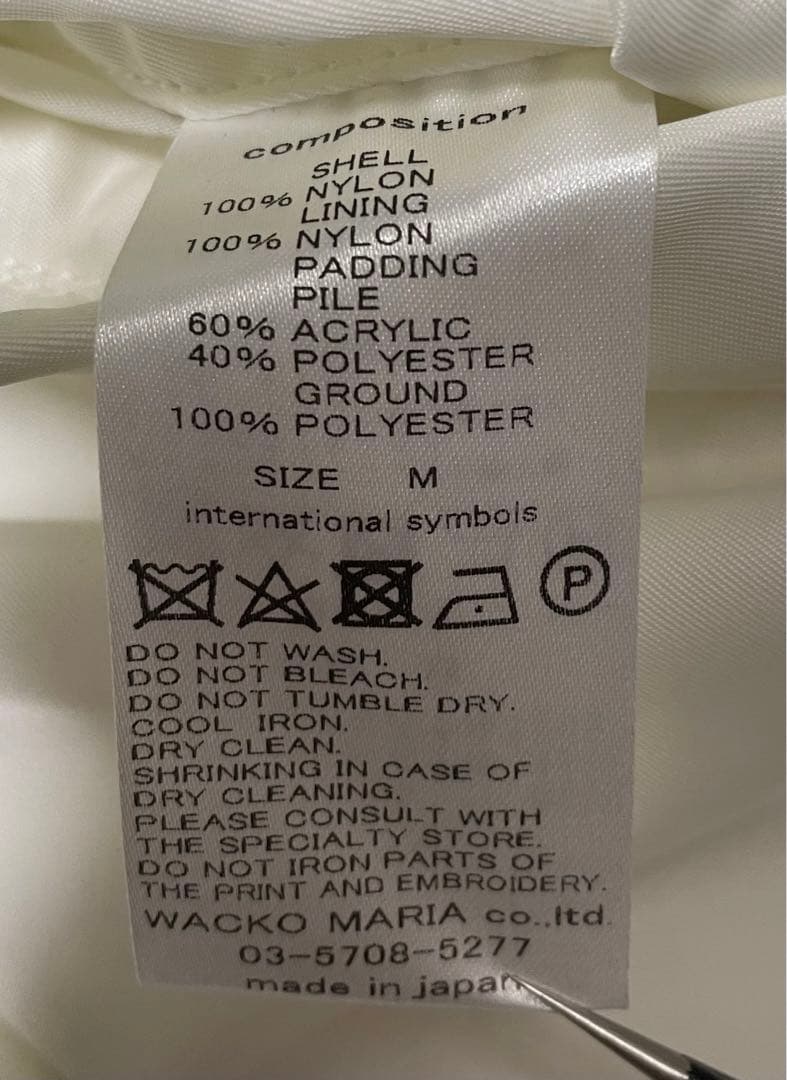 composition
SHELL
100% NYLON
LINING
100% NYLON
PADDING
PILE
60% ACRYLIC
40% POLYESTER
GROUND
100% POLYESTER
SIZE M
international symbols
P
DO NOT WASH.
DO NOT BLEACH.
DO NOT TUMBLE DRY.
COOL IRON.
DRY CLEAN.
SHRINKING IN CASE OF
DRY CLEANING.
PLEASE CONSULT WITH
THE SPECIALTY STORE.
DO NOT IRON PARTS OF
THE PRINT AND EMBROIDERY.
WACKO MARIA co.,ltd.
03-5708-5277
made in japan